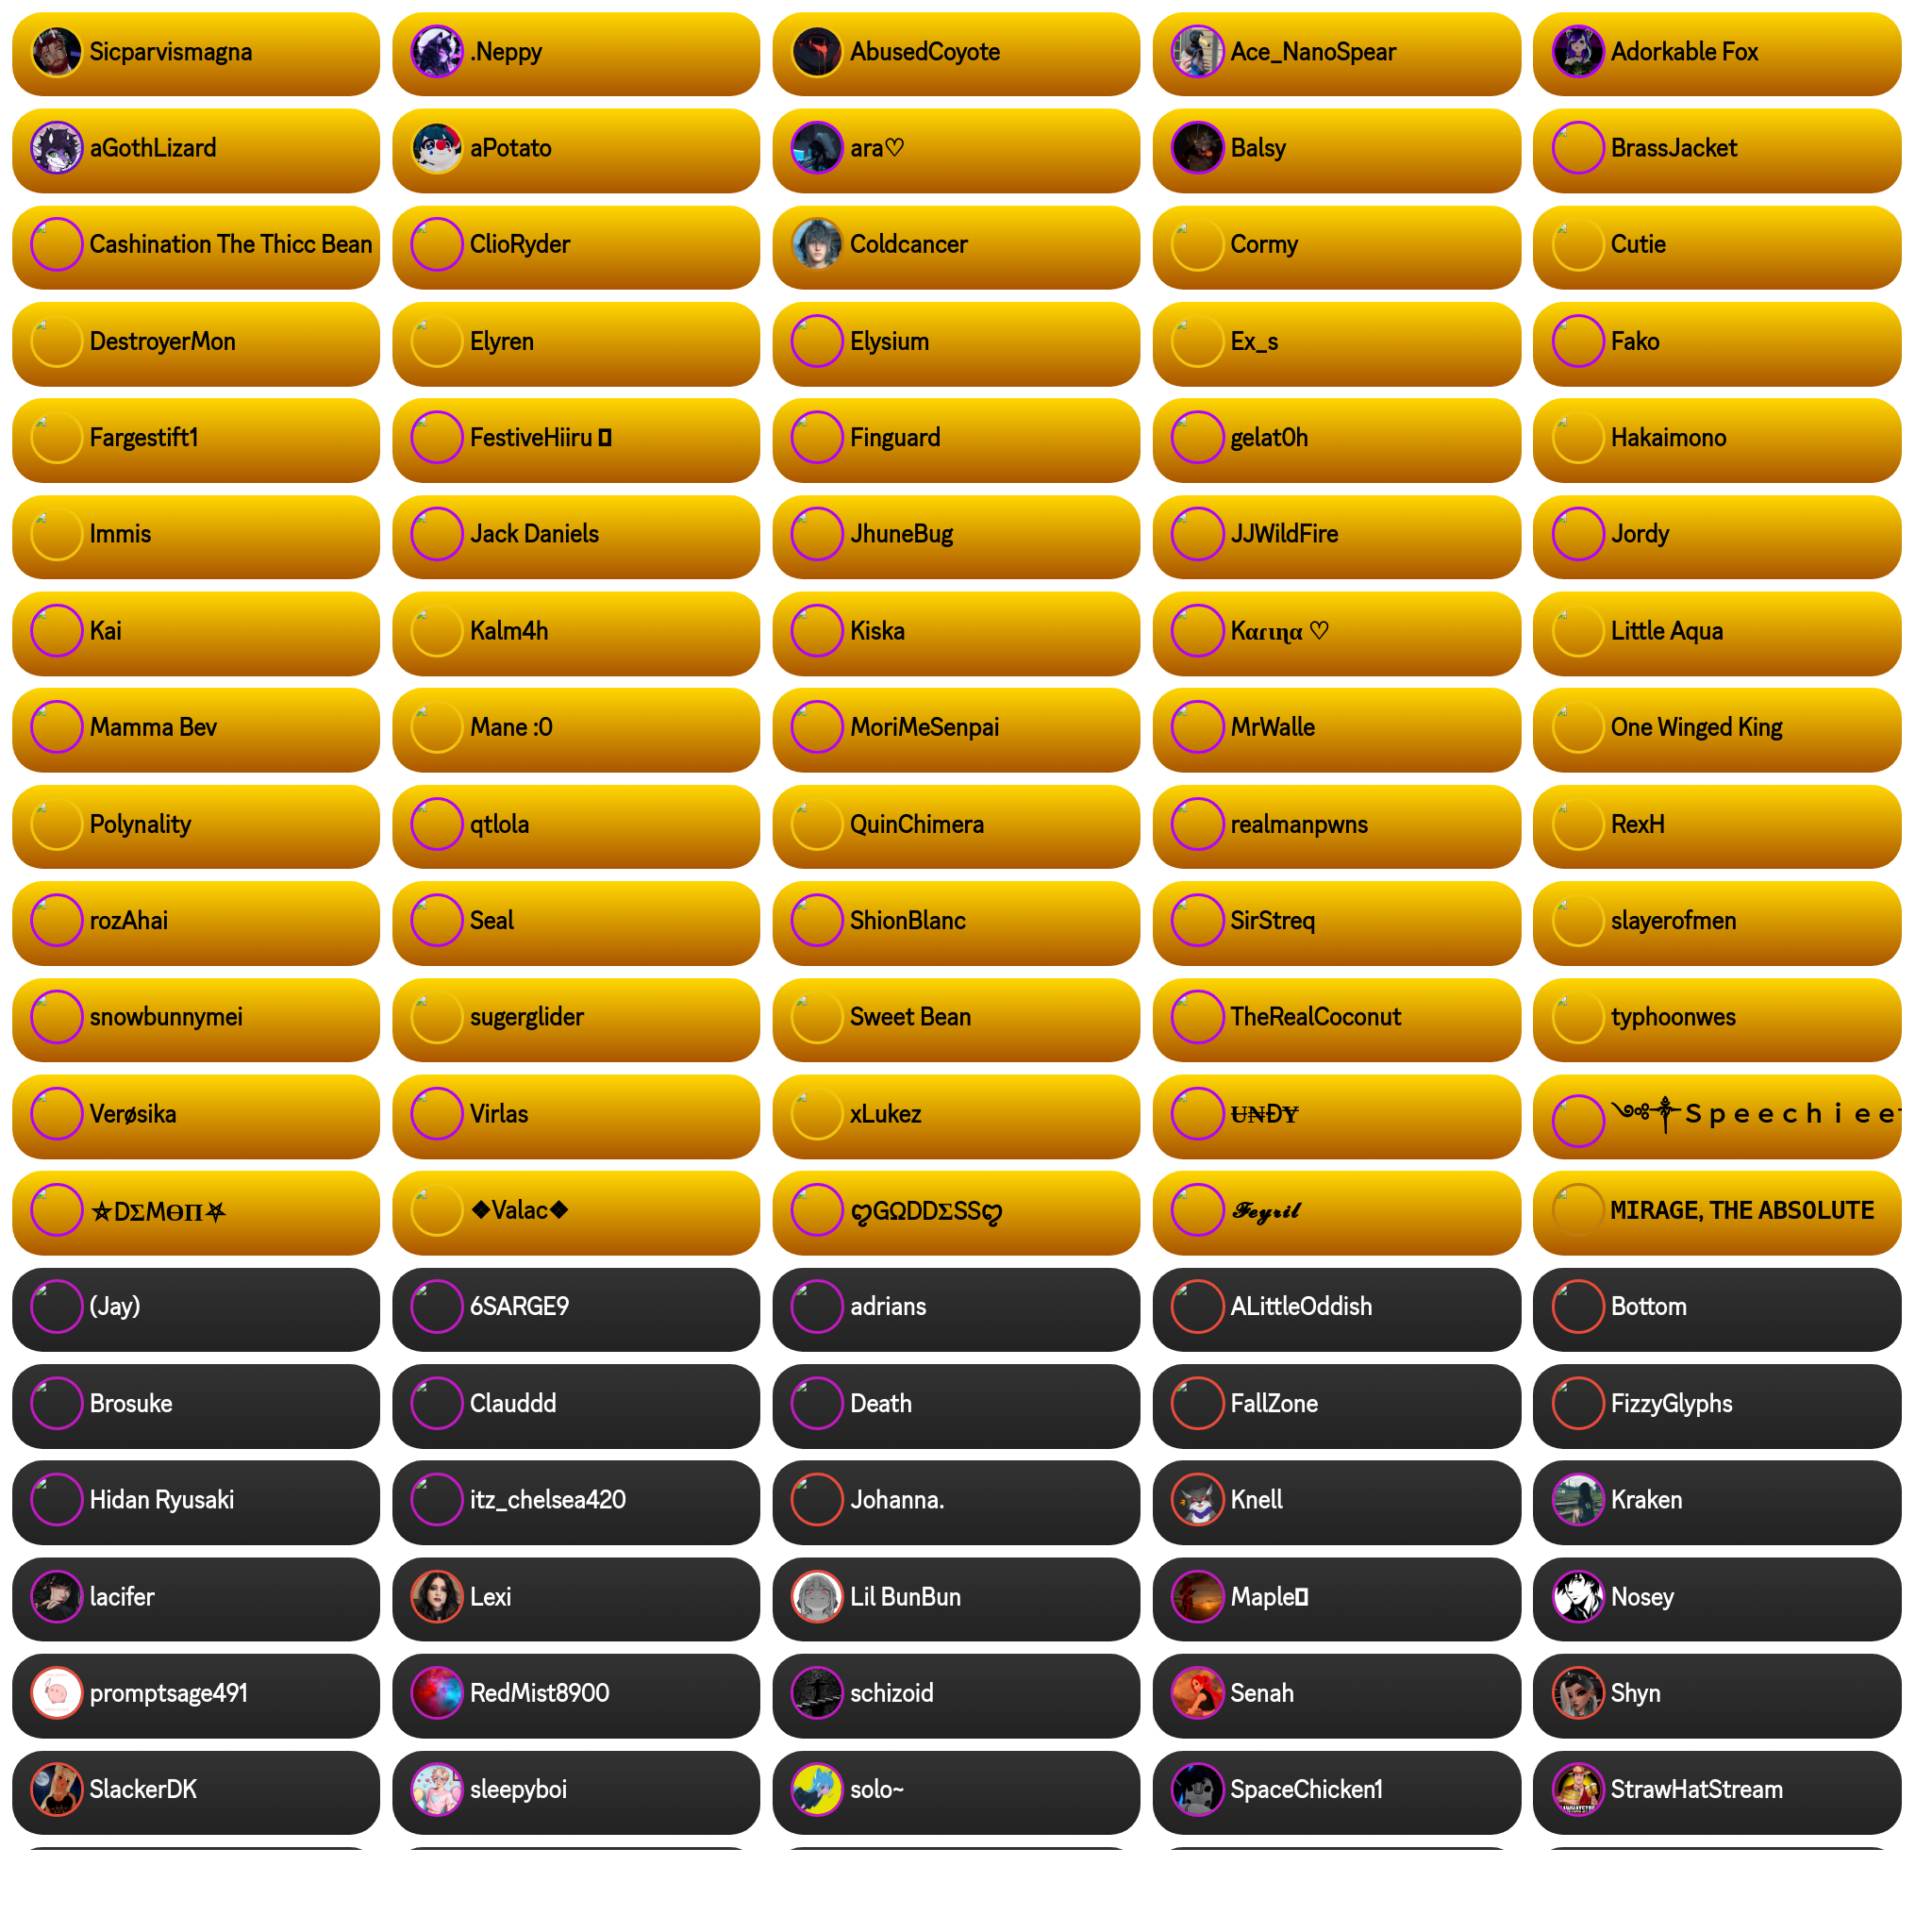 Sicparvismagna
.Neppy
AbusedCoyote
Ace_NanoSpear
Adorkable Fox
aGothLizard
aPotato
ara♡
Balsy
BrassJacket
Cashination The Thicc Bean
ClioRyder
Coldcancer
Cormy
Cutie
DestroyerMon
Elyren
Elysium
Ex_s
Fako
Fargestift1
FestiveHiiru
Finguard
gelat0h
Hakaimono
Immis
Jack Daniels
JhuneBug
JJWildFire
Jordy
Kai
Kalm4h
Kiska
Kαɾιɳα ♡
Little Aqua
Mamma Bev
Mane :0
MoriMeSenpai
MrWalle
One Winged King
Polynality
qtlola
QuinChimera
realmanpwns
RexH
rozAhai
Seal
ShionBlanc
SirStreq
slayerofmen
snowbunnymei
sugerglider
Sweet Bean
TheRealCoconut
typhoonwes
Verøsika
Virlas
xLukez
U̶₦ĐY̶
༺✞Ｓｐｅｅｃｈｉｅｅ
⛤DΣMӨΠ⛧
❖Valac❖
ღGΩDDΣSSღ
𝓕𝓮𝔂𝓻𝓲𝓵
MIRAGE, THE ABSOLUTE
(Jay)
6SARGE9
adrians
ALittleOddish
Bottom
Brosuke
Clauddd
Death
FallZone
FizzyGlyphs
Hidan Ryusaki
itz_chelsea420
Johanna.
Knell
Kraken
lacifer
Lexi
Lil BunBun
Maple
Nosey
promptsage491
RedMist8900
schizoid
Senah
Shyn
SlackerDK
sleepyboi
solo~
SpaceChicken1
StrawHatStream